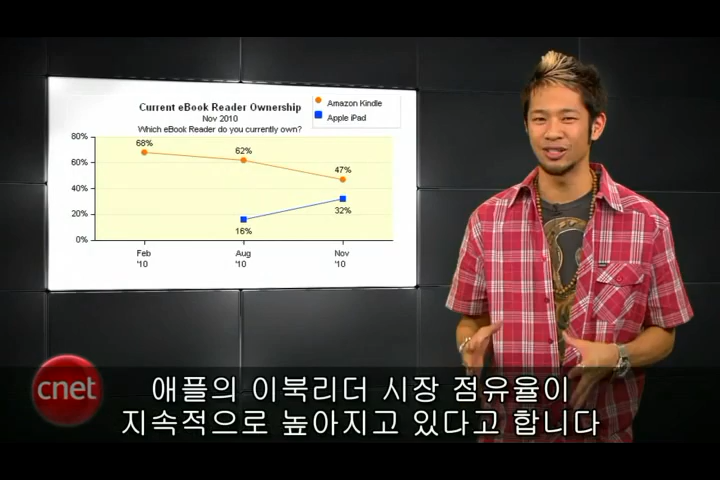 Current eBook Reader Ownership
Nov 2010
Which eBook Reader do you currently own?
Amazon Kindle
Apple iPad
80%
60%
40%
20%
0%
68%
62%
47%
16%
32%
Feb '10
Aug '10
Nov '10
cnet
애플의 이북리더 시장 점유율이
지속적으로 높아지고 있다고 합니다